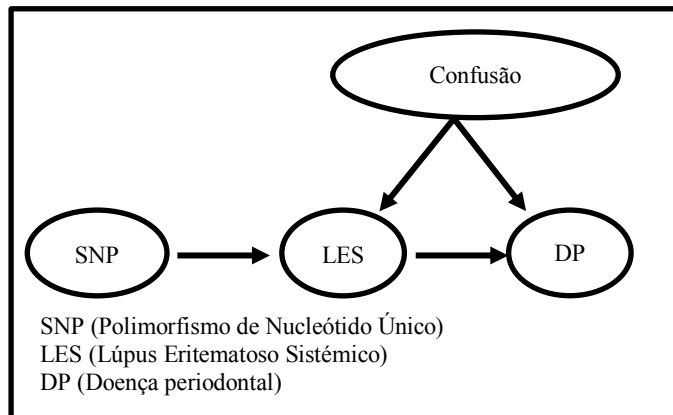 Confusão
SNP
LES
DP
SNP (Polimorfismo de Nucleótido Único)
LES (Lúpus Eritematoso Sistémico)
DP (Doença periodontal)